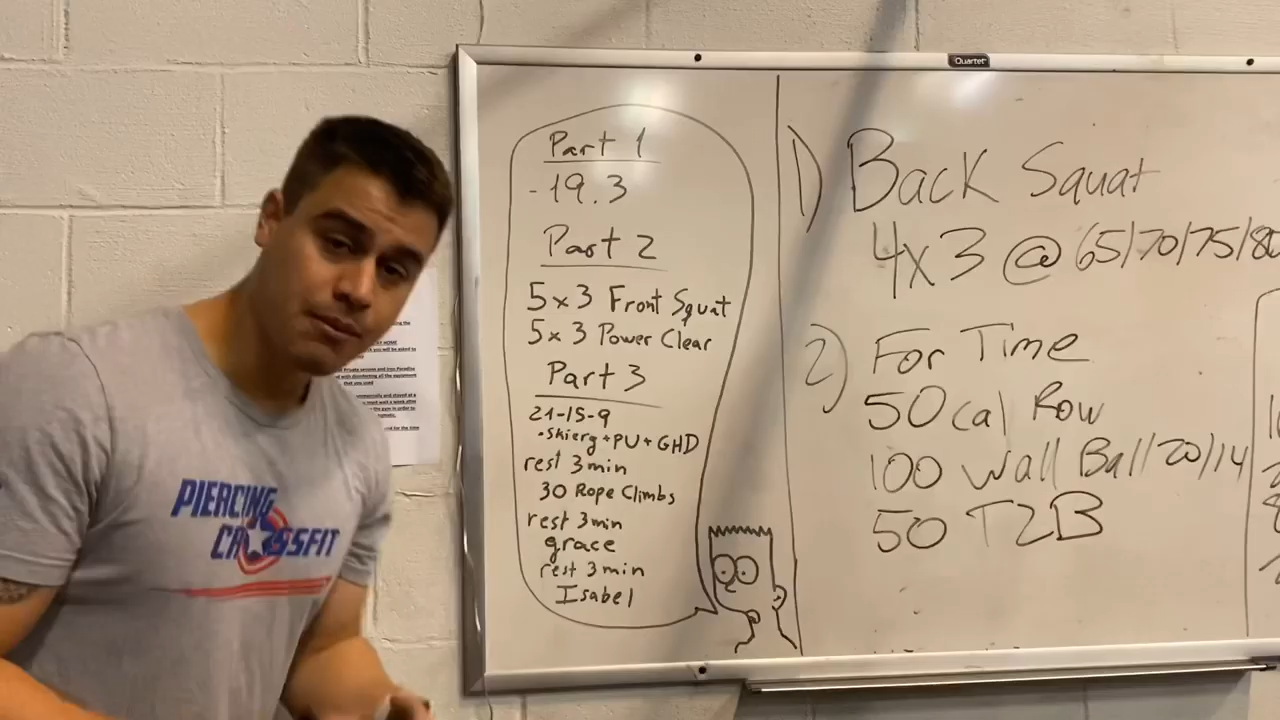 Quartet
Part 1
-19.3
Part 2
5x3 Front Squat
5x3 Power Clear
Part 3
21-15-9
•Skierg+PU+GHD
rest 3min
30 Rope Climbs
rest 3min
grace
rest 3min
Isabel
1) Back Squat
4x3 @ 65/70/75/80
2) For Time
50 cal Row
100 Wall Ball 20/14
50 T2B
PIERCING
CROSSFIT